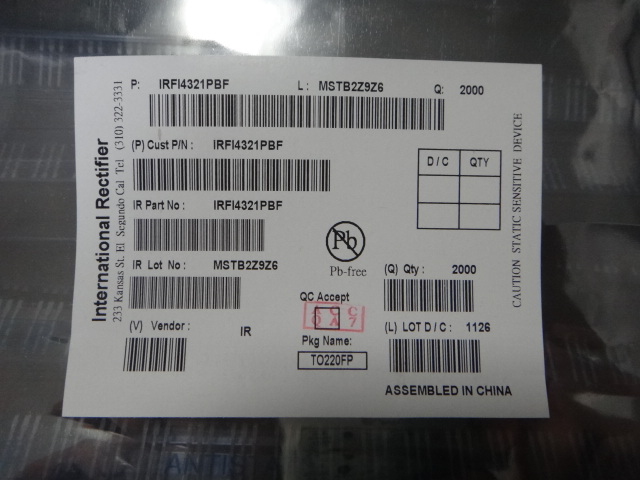 P: IRFI4321PBF L: MSTB2Z9Z6 Q: 2000
(P) Cust P/N : IRFI4321PBF
IR Part No : IRFI4321PBF
IR Lot No : MSTB2Z9Z6
(V) Vendor : IR
D / C QTY
Pb
Pb-free
(Q) Qty : 2000
QC Accept
A C C
Q A 7
(L) LOT D / C : 1126
Pkg Name:
TO220FP
ASSEMBLED IN CHINA
International Rectifier
233 Kansas St. El Segundo Cal Tel (310) 322-3331
CAUTION STATIC SENSITIVE DEVICE
ANTIS